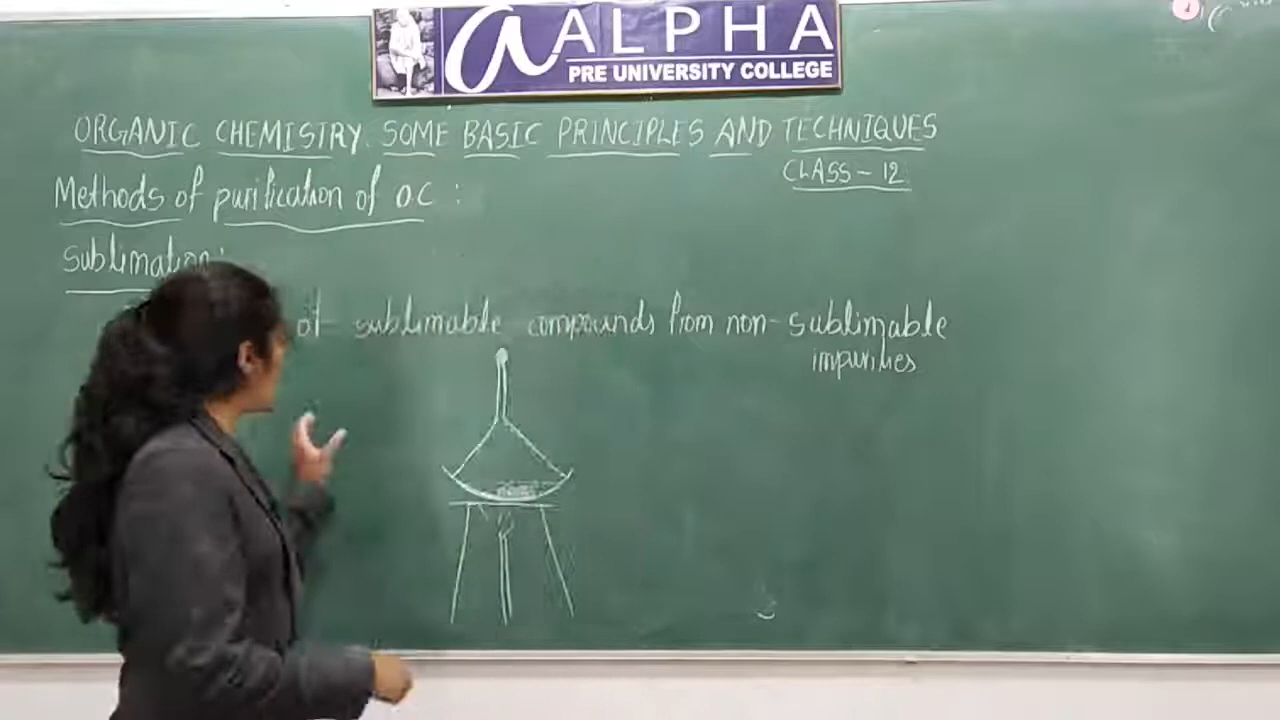 a ALPHA
PRE UNIVERSITY COLLEGE
ORGANIC CHEMISTRY: SOME BASIC PRINCIPLES AND TECHNIQUES
CLASS - 12
Methods of purification of OC :
Sublimation:
of sublimable compounds from non-sublimable
impurities